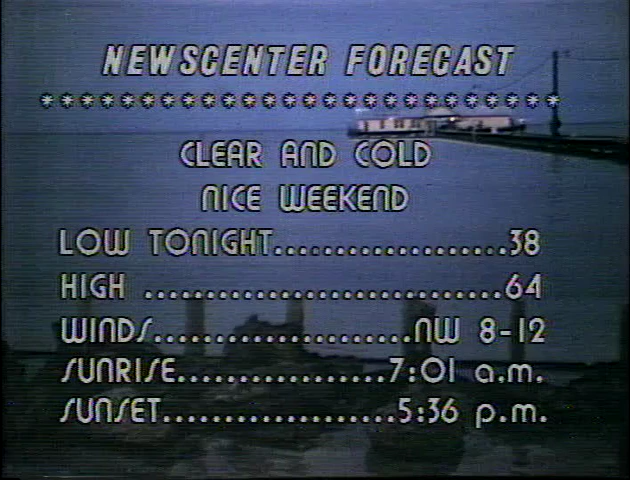 NEWSCENTER FORECAST
***************************
CLEAR AND COLD
NICE WEEKEND
LOW TONIGHT...................38
HIGH .............................64
WINDS.....................NW 8-12
SUNRISE.................7:01 a.m.
SUNSET...................5:36 p.m.